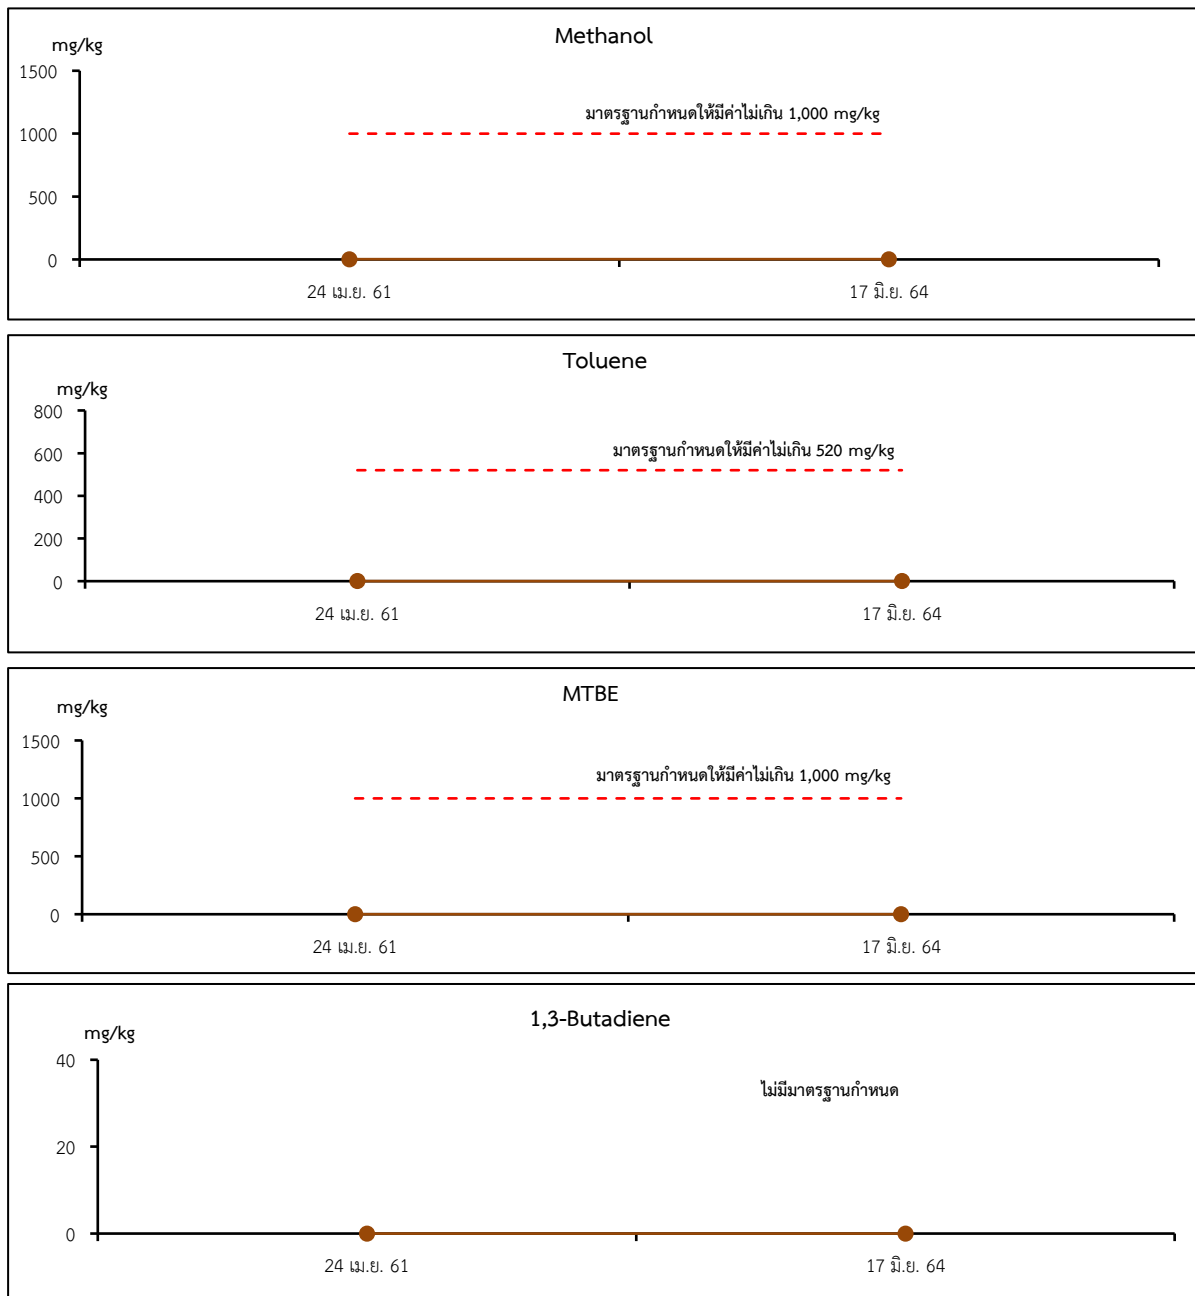 Methanol
mg/kg
1500
มาตรฐานกำหนดให้มีค่าไม่เกิน 1,000 mg/kg
1000
500
0
24 เม.ย. 61
17 มิ.ย. 64
Toluene
mg/kg
800
มาตรฐานกำหนดให้มีค่าไม่เกิน 520 mg/kg
600
400
200
0
24 เม.ย. 61
17 มิ.ย. 64
MTBE
mg/kg
1500
มาตรฐานกำหนดให้มีค่าไม่เกิน 1,000 mg/kg
1000
500
0
24 เม.ย. 61
17 มิ.ย. 64
1,3-Butadiene
mg/kg
40
ไม่มีมาตรฐานกำหนด
20
0
24 เม.ย. 61
17 มิ.ย. 64